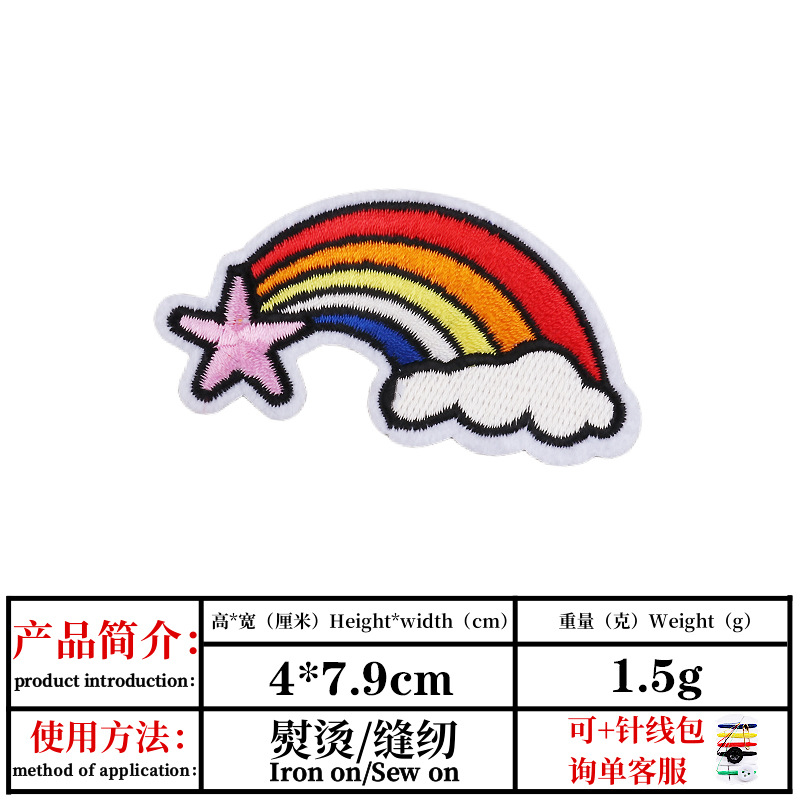 产品简介：
product introduction：
高*宽（厘米）Height*width（cm）
4*7.9cm
重量（克）Weight（g）
1.5g
使用方法：
method of application：
熨烫/缝纫
Iron on/Sew on
可+针线包
询单客服